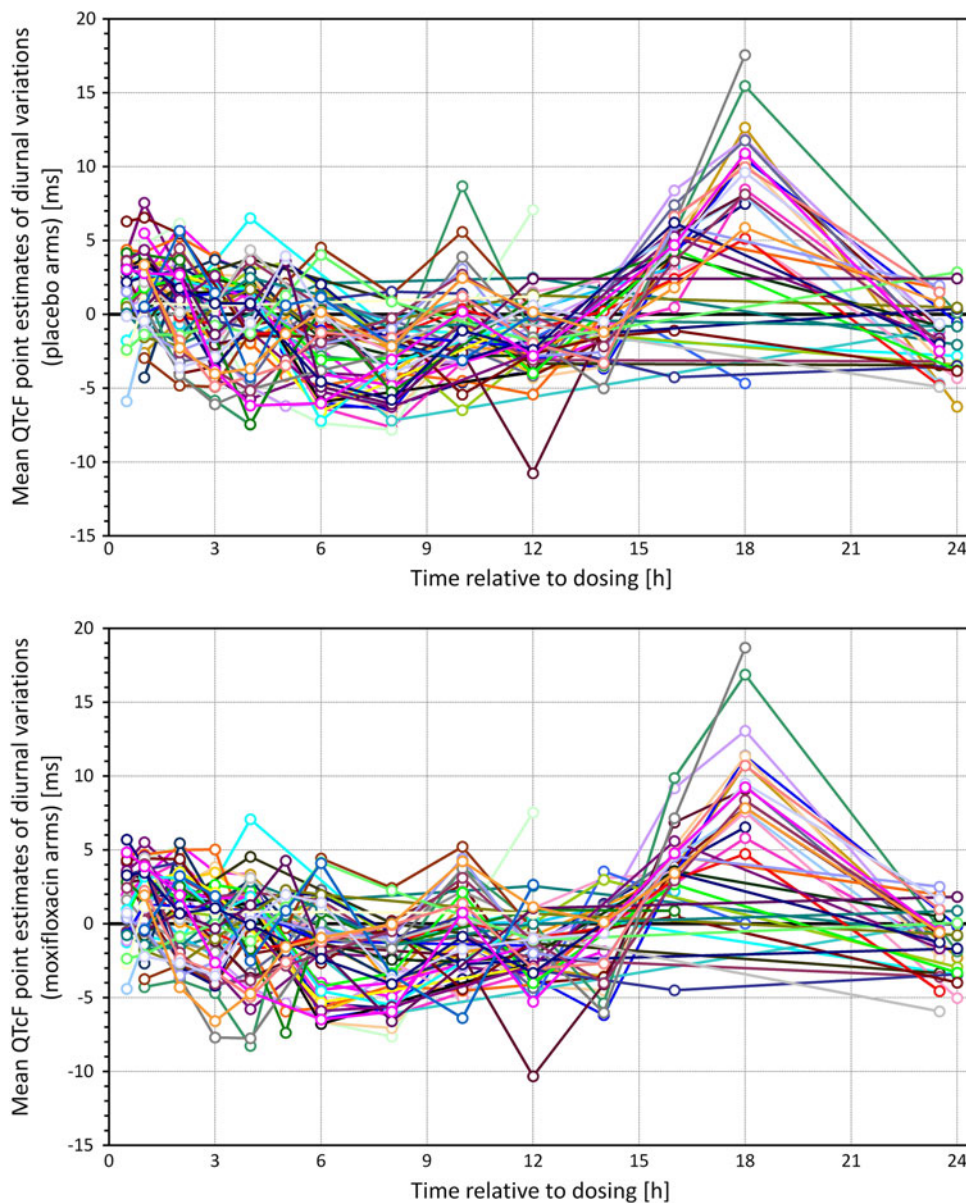 Mean QTcF point estimates of diurnal variations
(placebo arms) [ms]
20
15
10
5
0
-5
-10
-15
0 3 6 9 12 15 18 21 24
Time relative to dosing [h]
Mean QTcF point estimates of diurnal variations
(moxifloxacin arms) [ms]
20
15
10
5
0
-5
-10
-15
0 3 6 9 12 15 18 21 24
Time relative to dosing [h]